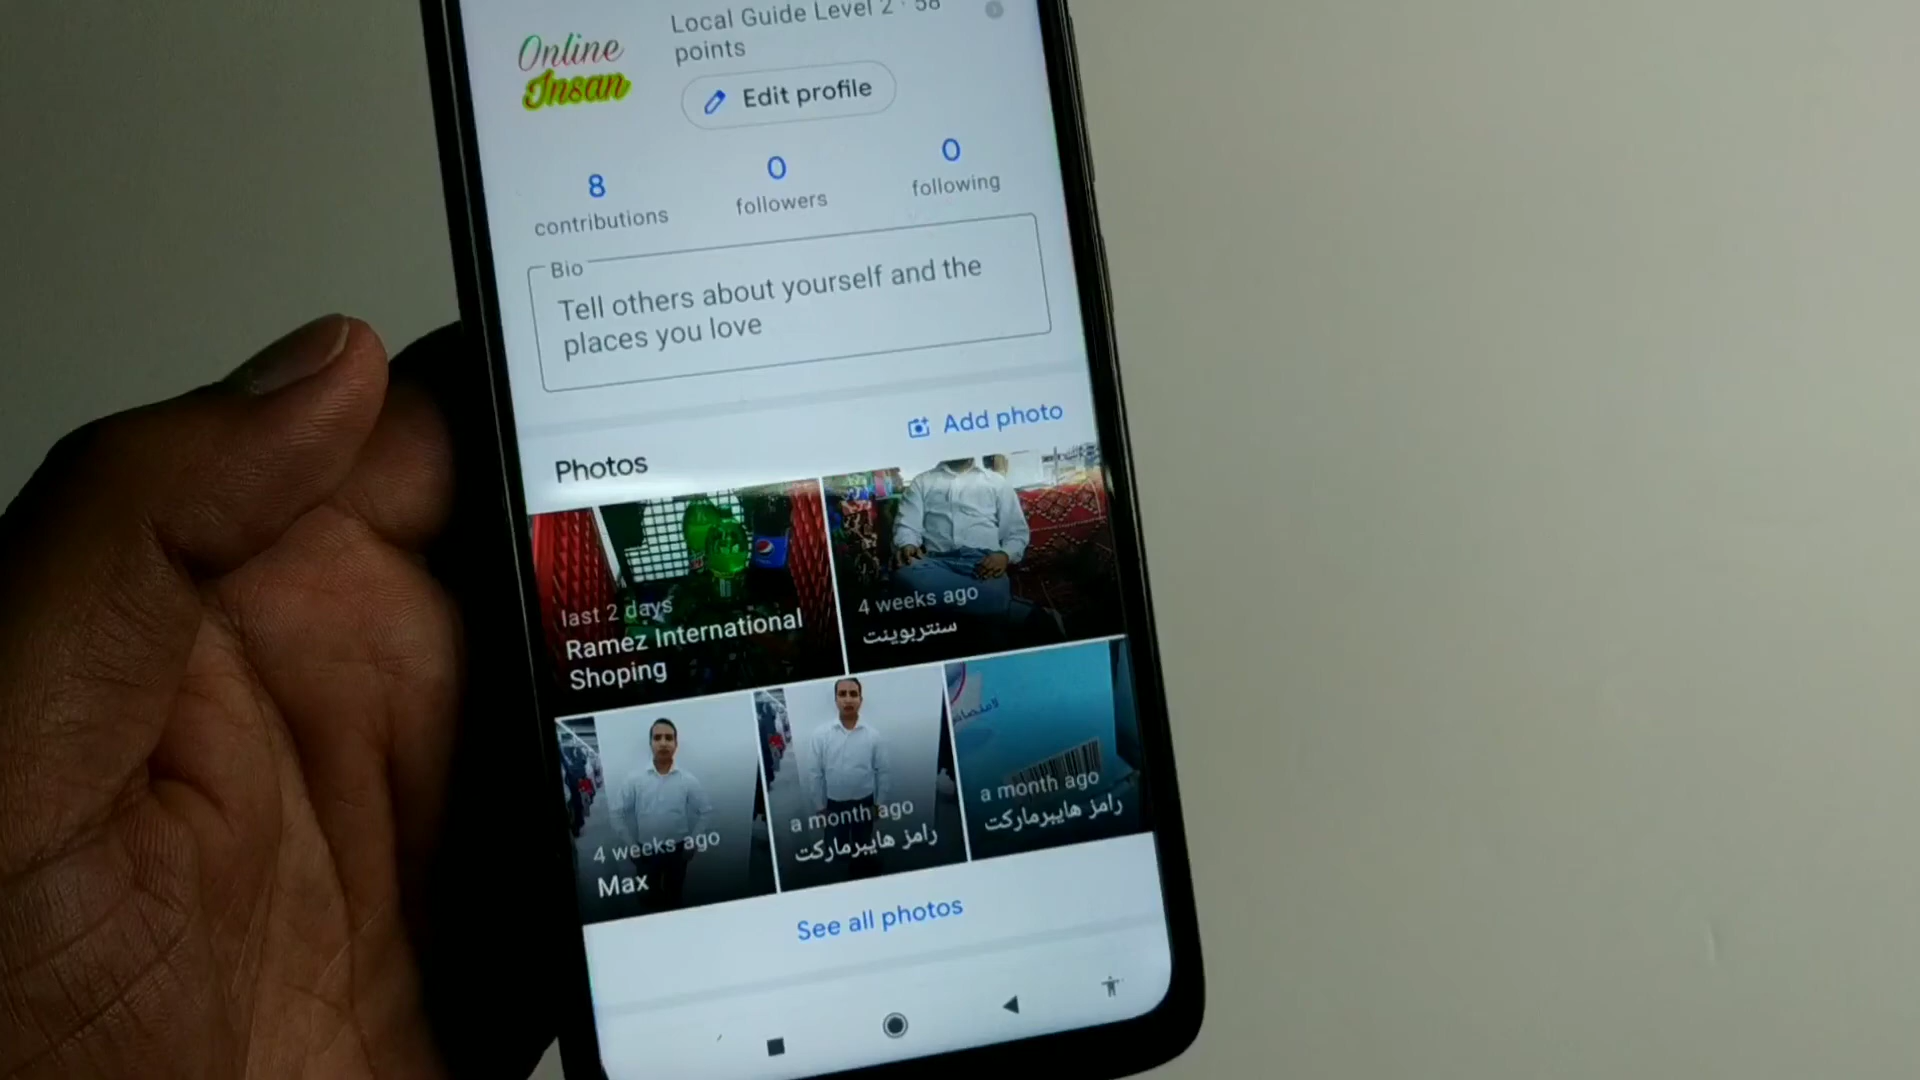 Online
Insan
Local Guide Level 2 · 58
points
Edit profile
8
contributions
0
followers
0
following
Bio
Tell others about yourself and the
places you love
Add photo
Photos
last 2 days
Ramez International
Shoping
4 weeks ago
سنتربوينت
4 weeks ago
Max
a month ago
رامز هايبرماركت
a month ago
رامز هايبرماركت
See all photos